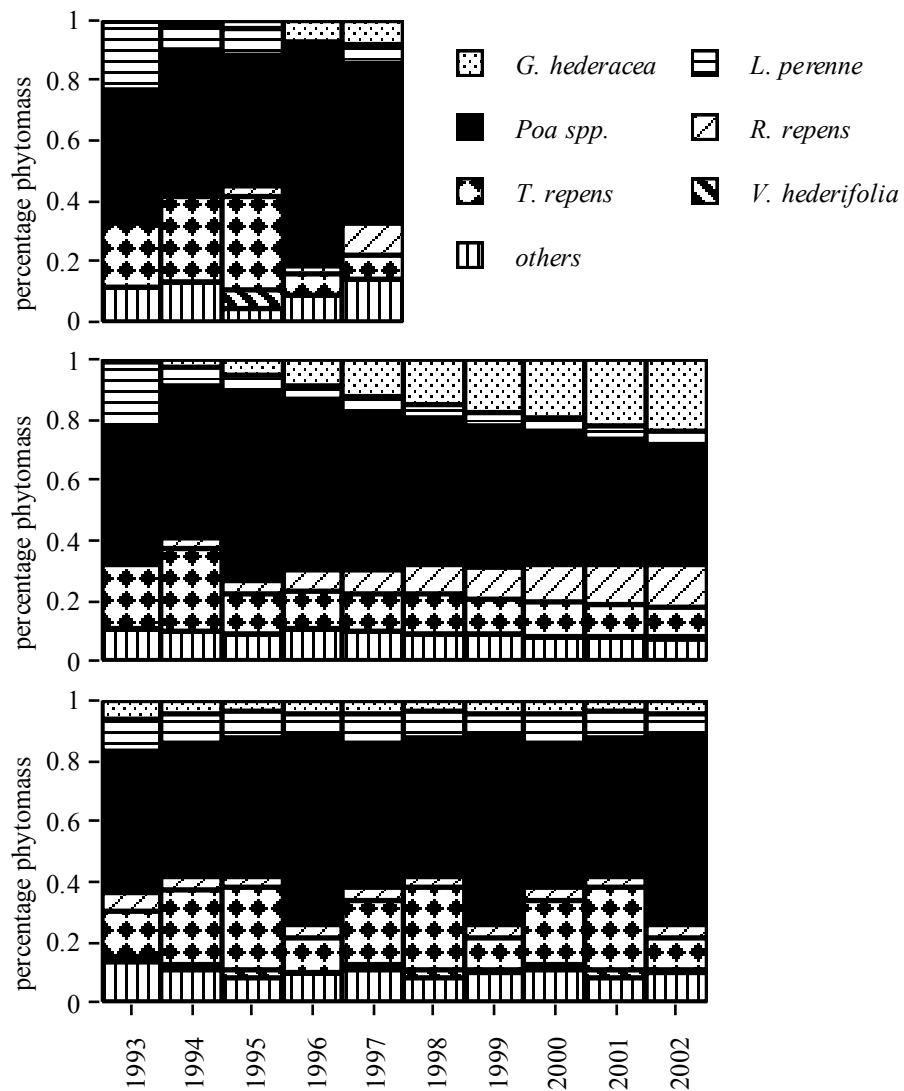 percentage phytomass
1
0.8
0.6
0.4
0.2
0
G. hederacea
L. perenne
Poa spp.
R. repens
T. repens
V. hederifolia
others
percentage phytomass
1
0.8
0.6
0.4
0.2
0
percentage phytomass
1
0.8
0.6
0.4
0.2
0
1993
1994
1995
1996
1997
1998
1999
2000
2001
2002